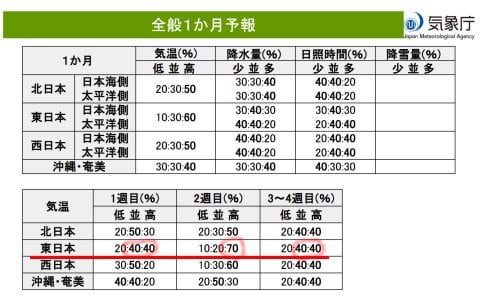 全般1か月予報
気象庁
Japan Meteorological Agency
1か月 気温(%) 降水量(%) 日照時間(%) 降雪量(%)
低 並 高 少 並 多 少 並 多 少 並 多
北日本 日本海側 20:30:50 30:30:40 40:40:20
太平洋側 30:30:40 40:40:20
東日本 日本海側 10:30:60 30:40:30 30:40:30
太平洋側 40:40:20 20:40:40
西日本 日本海側 20:30:50 40:40:20 20:40:40
太平洋側 40:40:20 20:40:40
沖縄・奄美 30:30:40 30:30:40 40:30:30
気温 1週目(%) 2週目(%) 3～4週目(%)
低 並 高 低 並 高 低 並 高
北日本 20:50:30 20:30:50 20:40:40
東日本 20:40:40 10:20:70 20:40:40
西日本 30:50:20 10:30:60 20:40:40
沖縄・奄美 40:40:20 20:50:30 20:40:40